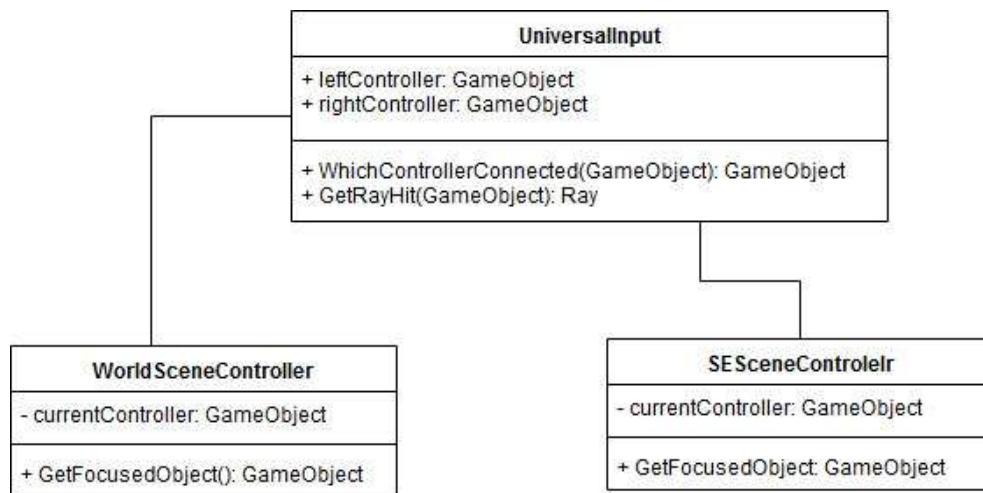 UniversalInput
+ leftController: GameObject
+ rightController: GameObject
+ WhichControllerConnected(GameObject): GameObject
+ GetRayHit(GameObject): Ray
WorldSceneController
- currentController: GameObject
+ GetFocusedObject(): GameObject
SESceneControlelr
- currentController: GameObject
+ GetFocusedObject: GameObject